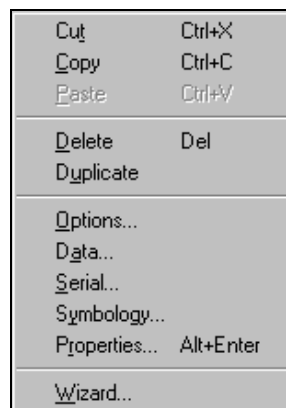 Cut Ctrl+X
Copy Ctrl+C
Paste Ctrl+V
Delete Del
Duplicate
Options...
Data...
Serial...
Symbology...
Properties... Alt+Enter
Wizard...